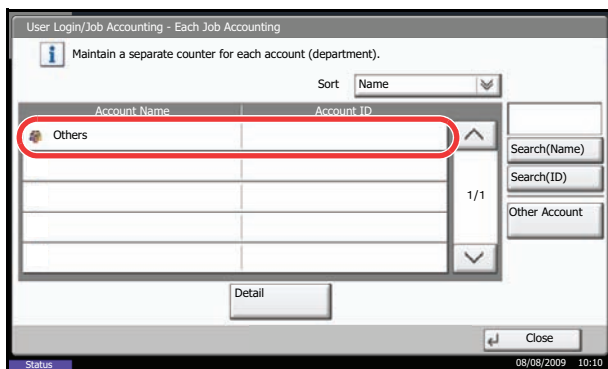 User Login/Job Accounting - Each Job Accounting
Maintain a separate counter for each account (department).
Sort Name
Account Name Account ID
Others
Search(Name)
Search(ID)
1/1
Other Account
Detail
Close
Status 08/08/2009 10:10